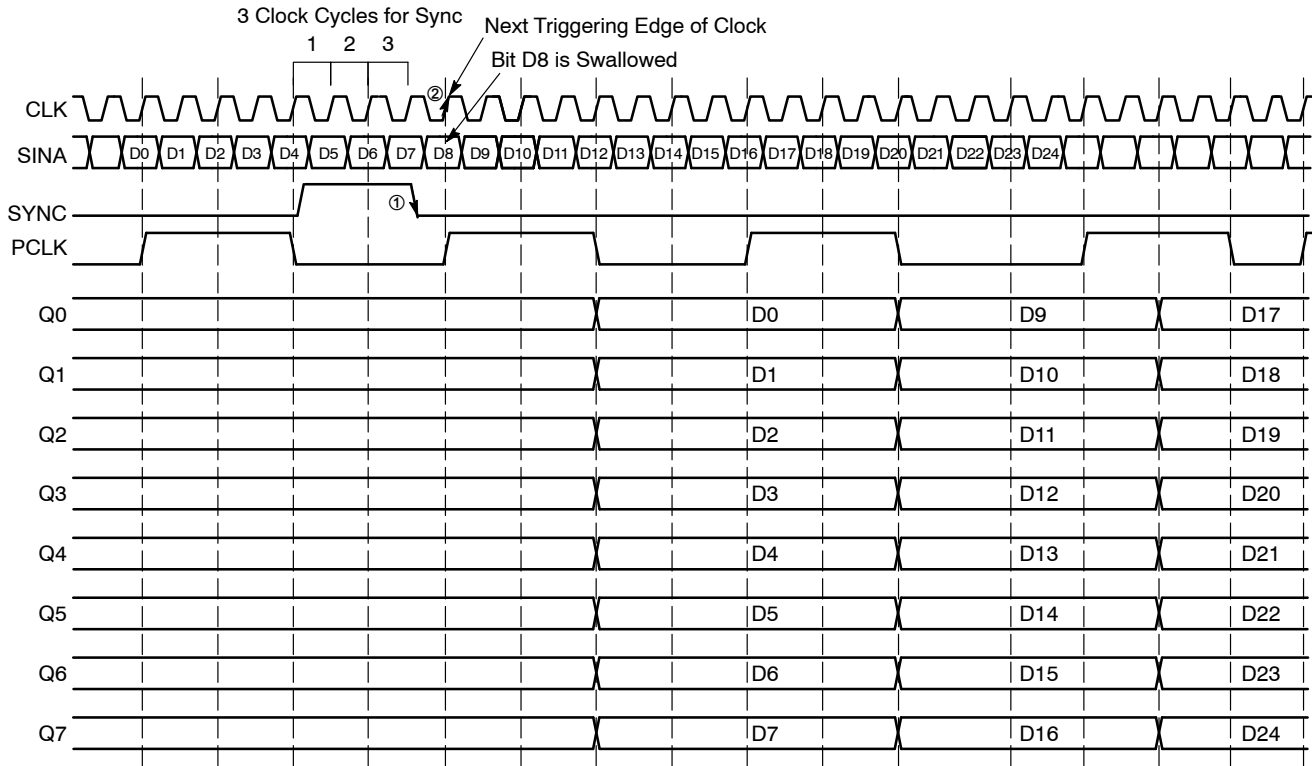 3 Clock Cycles for Sync
Next Triggering Edge of Clock
1 2 3
Bit D8 is Swallowed
CLK ②
SINA D0 D1 D2 D3 D4 D5 D6 D7 D8 D9 D10 D11 D12 D13 D14 D15 D16 D17 D18 D19 D20 D21 D22 D23 D24
SYNC ①
PCLK
Q0 D0 D9 D17
Q1 D1 D10 D18
Q2 D2 D11 D19
Q3 D3 D12 D20
Q4 D4 D13 D21
Q5 D5 D14 D22
Q6 D6 D15 D23
Q7 D7 D16 D24